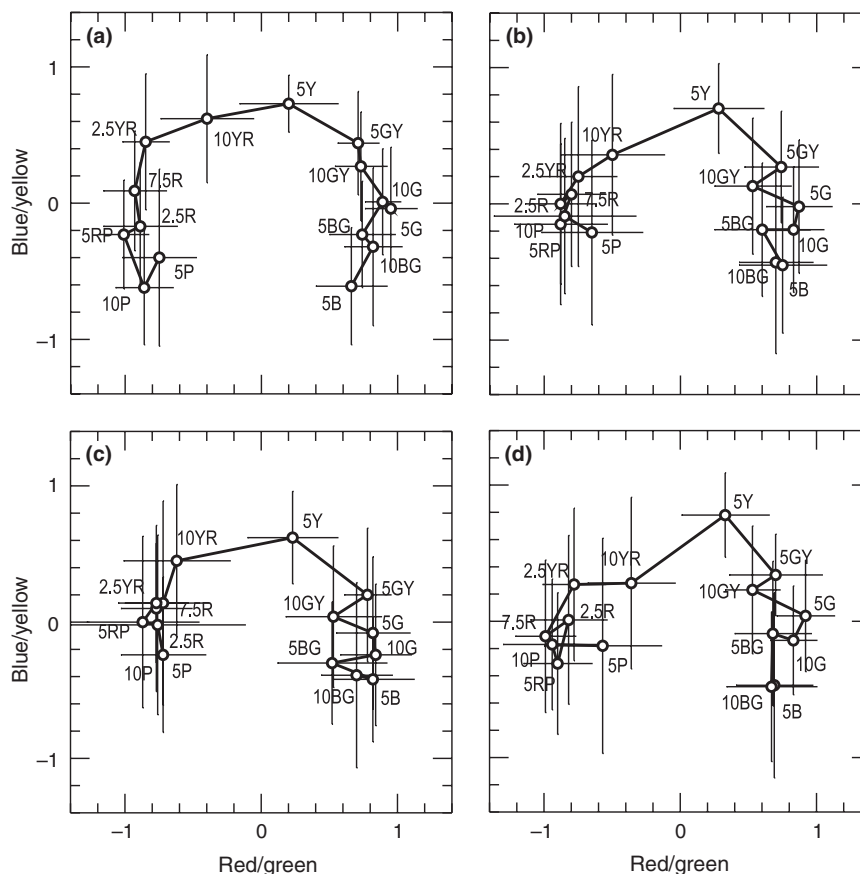 (a)
5Y
2.5YR
10YR
5GY
10GY
7.5R
2.5R
10G
5RP
5BG
5G
10BG
5P
10P
5B
1
0
−1
Blue/yellow
(b)
5Y
10YR
5GY
2.5YR
10GY
7.5R
2.5R
5G
5BG
10P
10G
5RP
5P
10BG
5B
(c)
5Y
10YR
5GY
2.5YR
10GY
7.5R
5G
5RP
2.5R
5BG
10G
10P
5P
10BG
5B
1
0
−1
Blue/yellow
−1
0
1
Red/green
(d)
5Y
10YR
2.5YR
5GY
10GY
2.5R
5G
7.5R
5BG
10P
5P
10G
5RP
10BG
5B
−1
0
1
Red/green